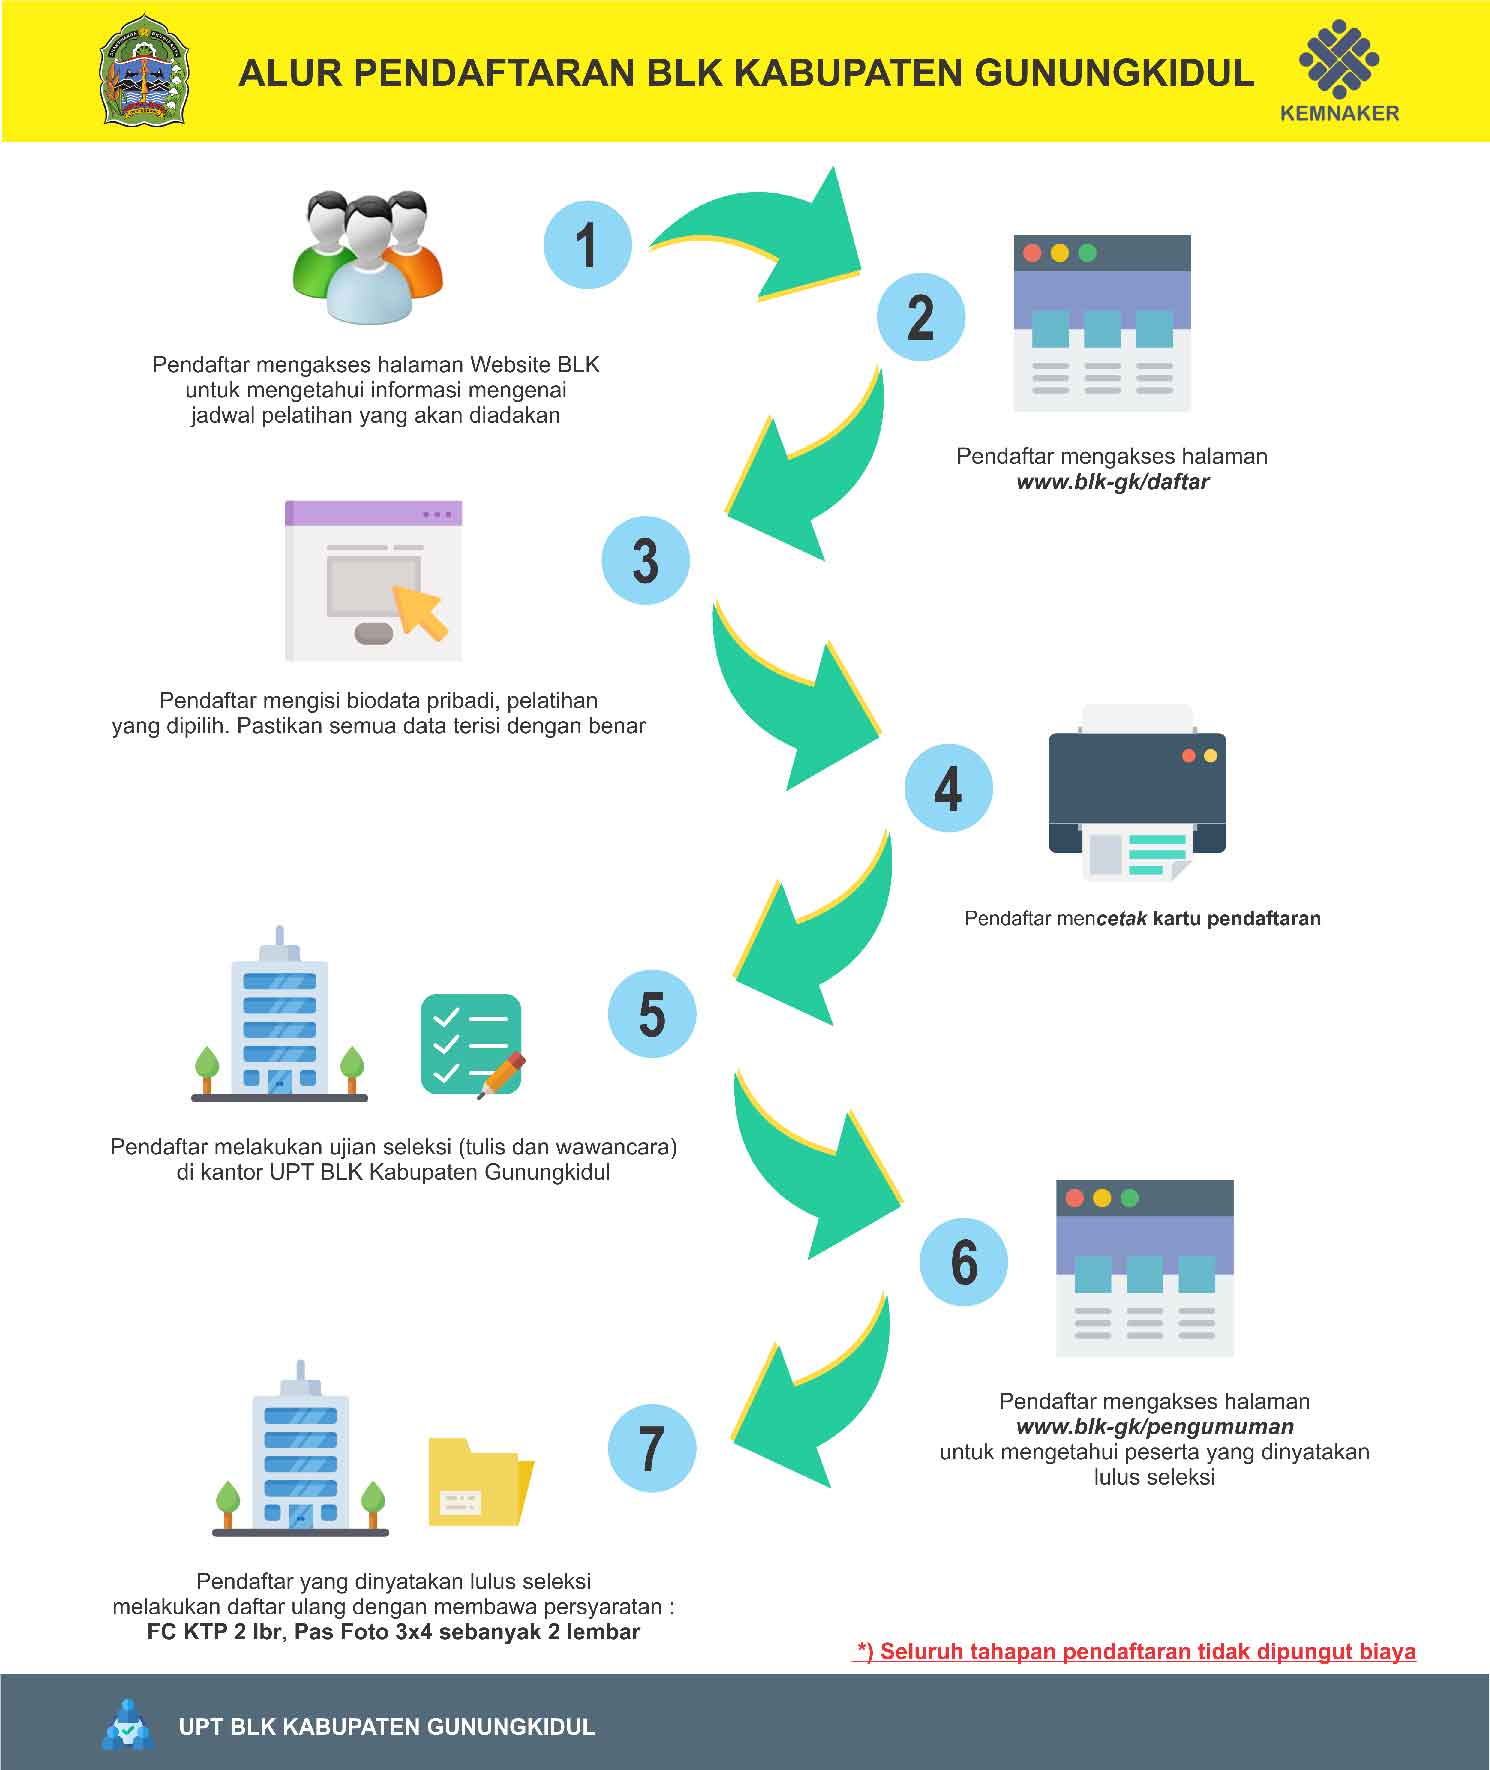 ALUR PENDAFTARAN BLK KABUPATEN GUNUNGKIDUL
KEMNAKER
1
Pendaftar mengakses halaman Website BLK
untuk mengetahui informasi mengenai
jadwal pelatihan yang akan diadakan
2
Pendaftar mengakses halaman
www.blk-gk/daftar
3
Pendaftar mengisi biodata pribadi, pelatihan
yang dipilih. Pastikan semua data terisi dengan benar
4
Pendaftar mencetak kartu pendaftaran
5
Pendaftar melakukan ujian seleksi (tulis dan wawancara)
di kantor UPT BLK Kabupaten Gunungkidul
6
Pendaftar mengakses halaman
www.blk-gk/pengumuman
untuk mengetahui peserta yang dinyatakan
lulus seleksi
7
Pendaftar yang dinyatakan lulus seleksi
melakukan daftar ulang dengan membawa persyaratan :
FC KTP 2 lbr, Pas Foto 3x4 sebanyak 2 lembar
*) Seluruh tahapan pendaftaran tidak dipungut biaya
UPT BLK KABUPATEN GUNUNGKIDUL